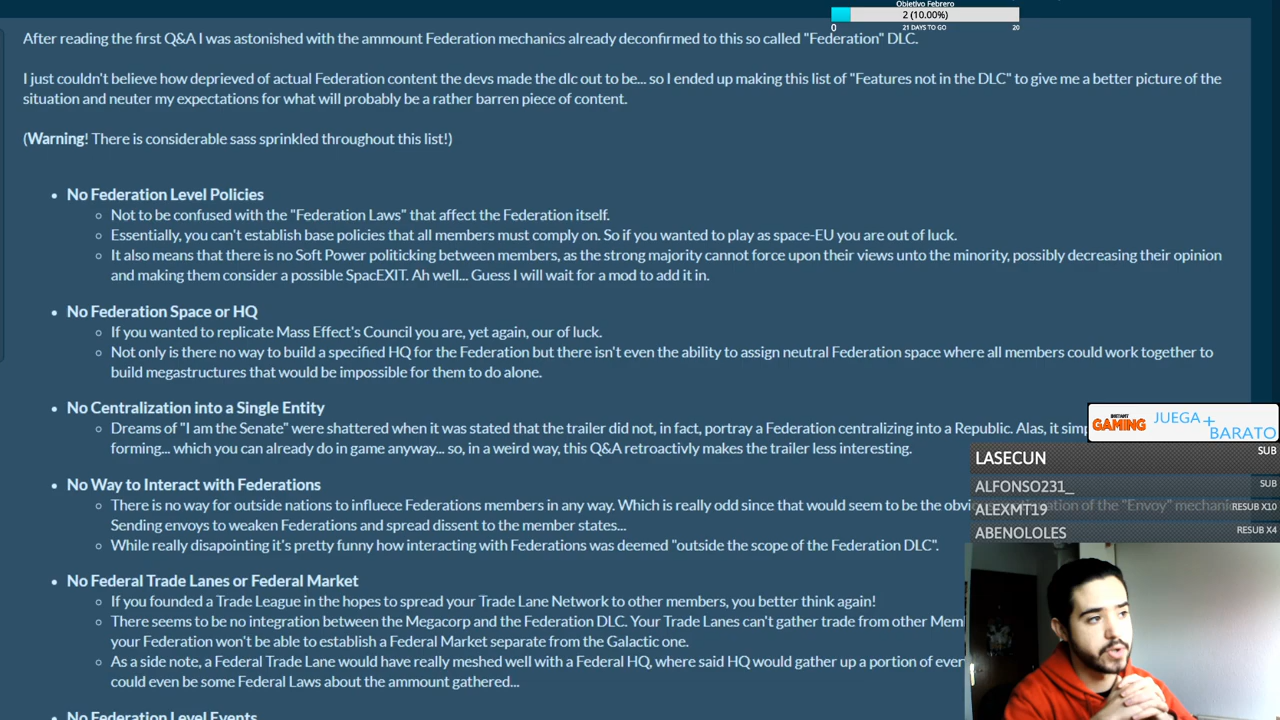 Obietivo Febrero
2 (10.00%)
0 21 DAYS TO GO 20
After reading the first Q&A I was astonished with the ammount Federation mechanics already deconfirmed to this so called "Federation" DLC.
I just couldn't believe how deprieved of actual Federation content the devs made the dlc out to be... so I ended up making this list of "Features not in the DLC" to give me a better picture of the
situation and neuter my expectations for what will probably be a rather barren piece of content.
(Warning! There is considerable sass sprinkled throughout this list!)
No Federation Level Policies
Not to be confused with the "Federation Laws" that affect the Federation itself.
Essentially, you can't establish base policies that all members must comply on. So if you wanted to play as space-EU you are out of luck.
It also means that there is no Soft Power politicking between members, as the strong majority cannot force upon their views unto the minority, possibly decreasing their opinion
and making them consider a possible SpacEXIT. Ah well... Guess I will wait for a mod to add it in.
No Federation Space or HQ
If you wanted to replicate Mass Effect's Council you are, yet again, our of luck.
Not only is there no way to build a specified HQ for the Federation but there isn't even the ability to assign neutral Federation space where all members could work together to
build megastructures that would be impossible for them to do alone.
No Centralization into a Single Entity
Dreams of "I am the Senate" were shattered when it was stated that the trailer did not, in fact, portray a Federation centralizing into a Republic. Alas, it
forming... which you can already do in game anyway... so, in a weird way, this Q&A retroactivly makes the trailer less interesting.
No Way to Interact with Federations
There is no way for outside nations to influece Federations members in any way. Which is really odd since that would seem to be the of the "Envoy"
Sending envoys to weaken Federations and spread dissent to the member states...
While really disapointing it's pretty funny how interacting with Federations was deemed "outside the scope of the Federation DLC".
No Federal Trade Lanes or Federal Market
If you founded a Trade League in the hopes to spread your Trade Lane Network to other members, you better think again!
There seems to be no integration between the Megacorp and the Federation DLC. Your Trade Lanes can't gather trade from other
your Federation won't be able to establish a Federal Market separate from the Galactic one.
As a side note, a Federal Trade Lane would have really meshed well with a Federal HQ, where said HQ would gather up a portion of
could even be some Federal Laws about the ammount gathered...
No Federation Level Events
INSTANT
GAMING
JUEGA +
BARATO
LASECUN SUB
ALFONSO231_ SUB
ALEXMT19 RESUB X10
ABENOLOLES RESUB X4